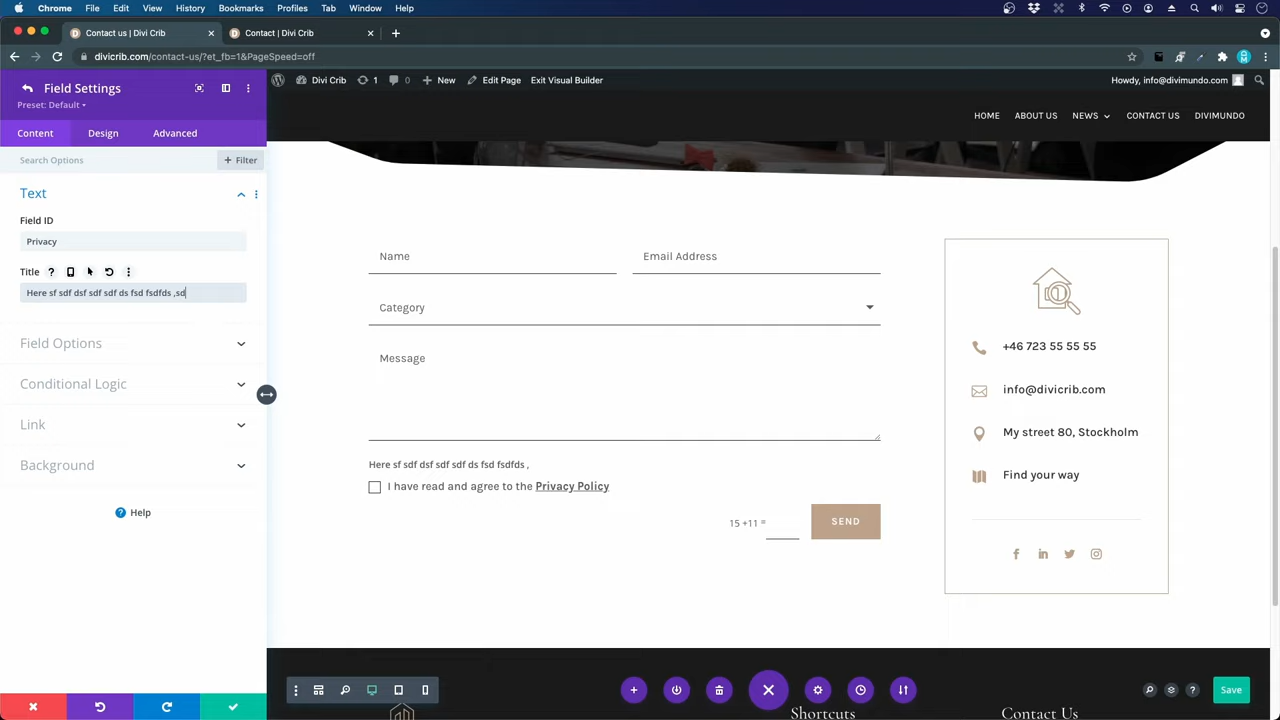 Chrome File Edit View History Bookmarks Profiles Tab Window Help
Contact us | Divi Crib
Contact | Divi Crib
divicrib.com/contact-us/?et_fb=1&PageSpeed=off
Divi Crib 1 0 New Edit Page Exit Visual Builder Howdy, info@divimundo.com
Field Settings
Preset: Default
Content Design Advanced
Search Options + Filter
HOME ABOUT US NEWS CONTACT US DIVIMUNDO
Text
Field ID
Privacy
Title
Here sf sdf dsf sdf sdf ds fsd fsdfds ,sd
Field Options
Conditional Logic
Link
Background
Help
Name Email Address
Category
Message
Here sf sdf dsf sdf sdf ds fsd fsdfds ,
I have read and agree to the Privacy Policy
15 +11 = SEND
+46 723 55 55 55
info@divicrib.com
My street 80, Stockholm
Find your way
Save
Shortcuts Contact Us